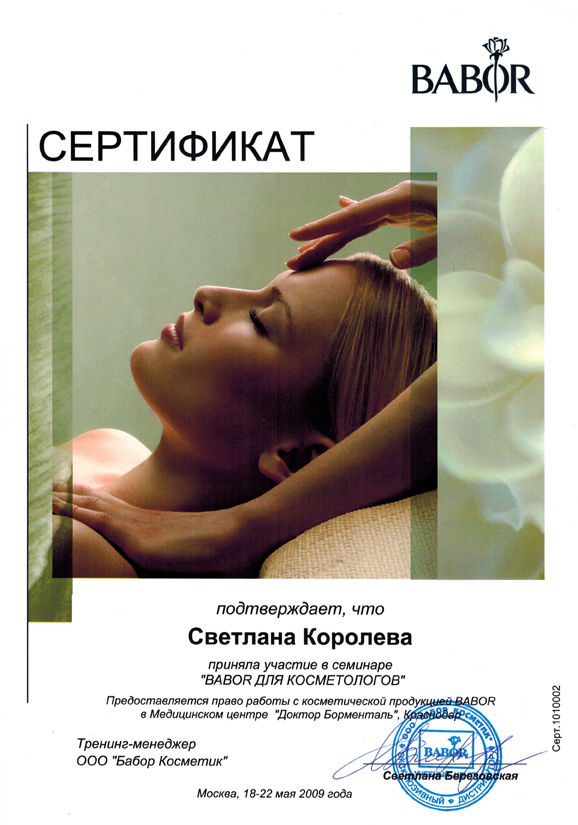 BABOR
СЕРТИФИКАТ
подтверждает, что
Светлана Королева
приняла участие в семинаре
"BABOR ДЛЯ КОСМЕТОЛОГОВ"
Предоставляется право работы с косметической продукцией BABOR
в Медицинском центре "Доктор Борменталь", Краснодар
Серт.1010002
Тренинг-менеджер
ООО "Бабор Косметик"
BABOR
Светлана Березовская
ДИСТРИБ
Москва, 18-22 мая 2009 года